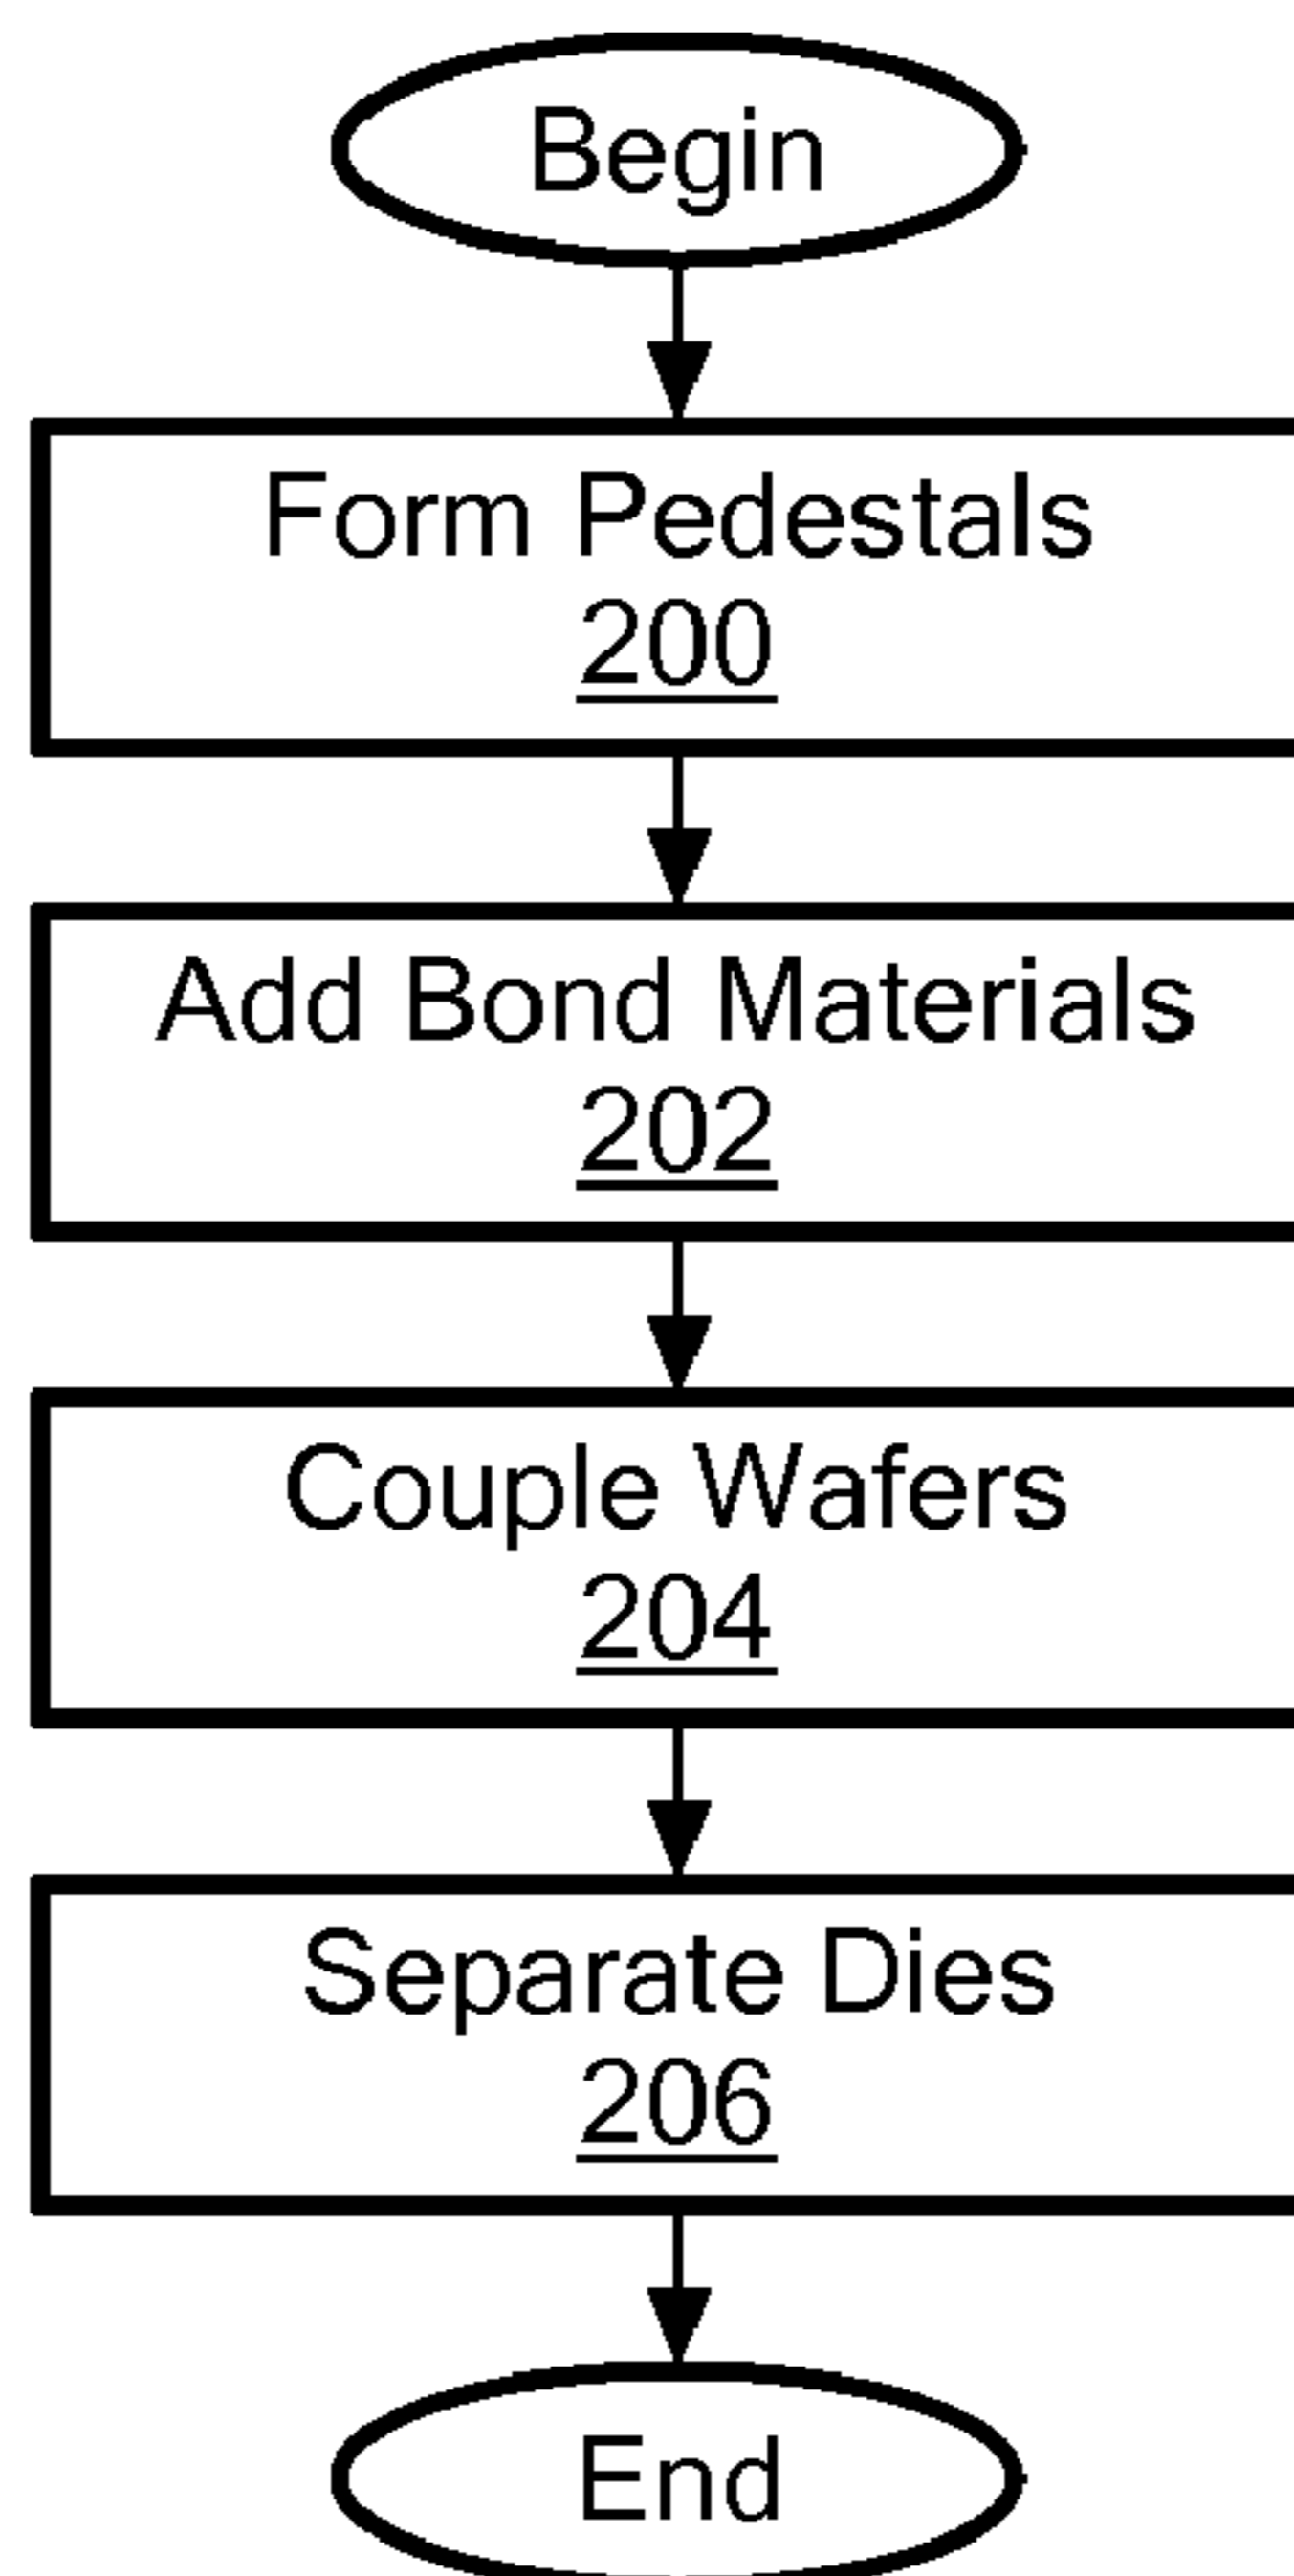 Begin
Form Pedestals
200
Add Bond Materials
202
Couple Wafers
204
Separate Dies
206
End